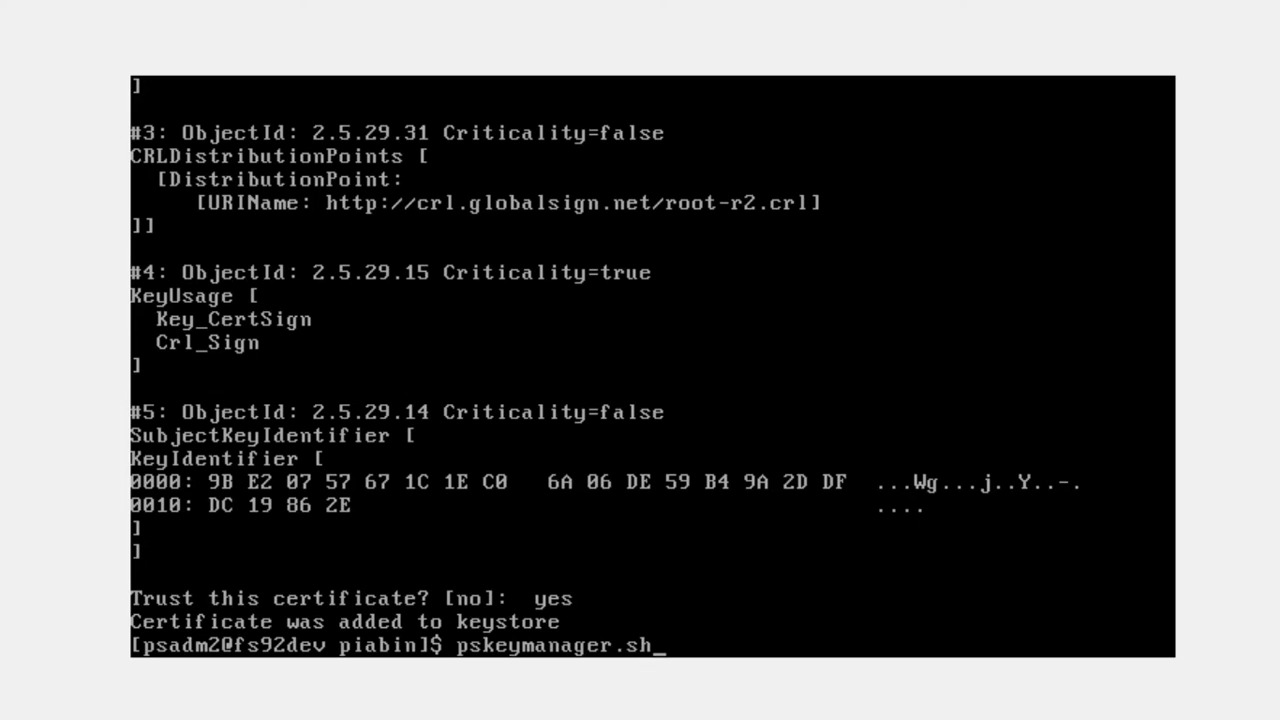 ]
#3: ObjectId: 2.5.29.31 Criticality=false
CRLDistributionPoints [
  [DistributionPoint:
     [URIName: http://crl.globalsign.net/root-r2.crl]
]]
#4: ObjectId: 2.5.29.15 Criticality=true
KeyUsage [
  Key_CertSign
  Crl_Sign
]
#5: ObjectId: 2.5.29.14 Criticality=false
SubjectKeyIdentifier [
KeyIdentifier [
0000: 9B E2 07 57 67 1C 1E C0   6A 06 DE 59 B4 9A 2D DF  ...Wg...j..Y..-.
0010: DC 19 86 2E                                        ....
]
]
Trust this certificate? [no]:  yes
Certificate was added to keystore
[psadm2@fs92dev piabin]$ pskeymanager.sh_